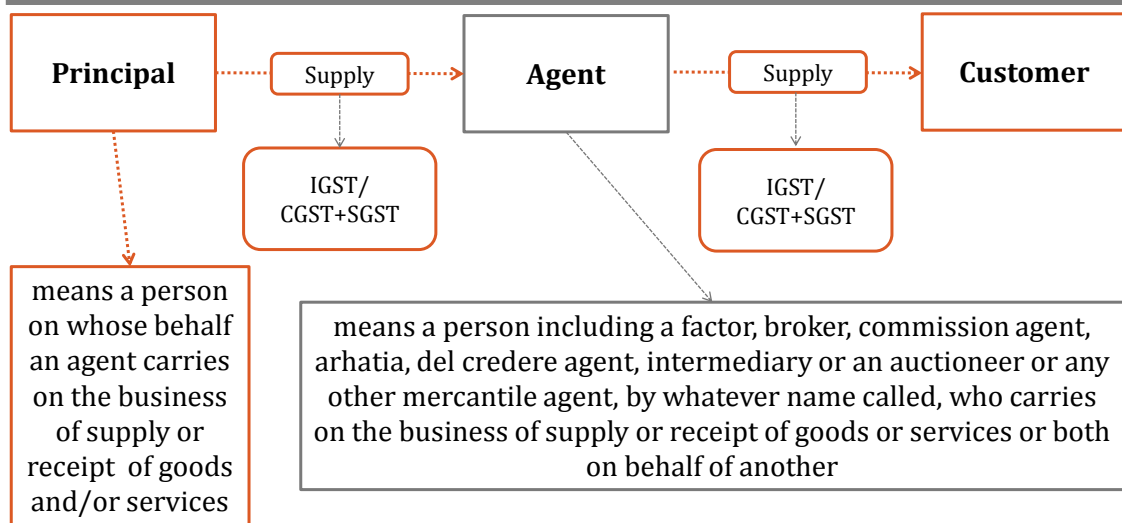 Principal
Supply
Agent
Supply
Customer
IGST/
CGST+SGST
IGST/
CGST+SGST
means a person
on whose behalf
an agent carries
on the business
of supply or
receipt of goods
and/or services
means a person including a factor, broker, commission agent,
arhatia, del credere agent, intermediary or an auctioneer or any
other mercantile agent, by whatever name called, who carries
on the business of supply or receipt of goods or services or both
on behalf of another